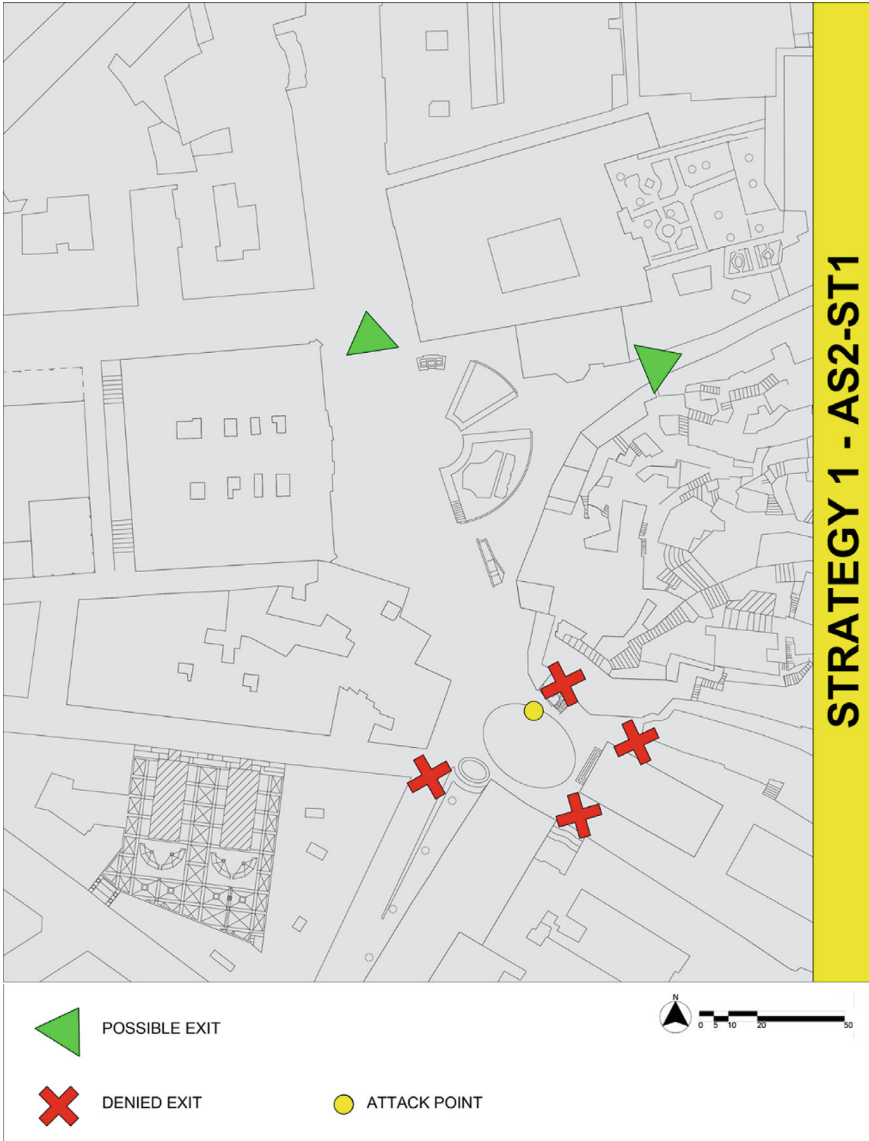 STRATEGY 1 - AS2-ST1
POSSIBLE EXIT
N
0 5 10 20 50
DENIED EXIT
ATTACK POINT